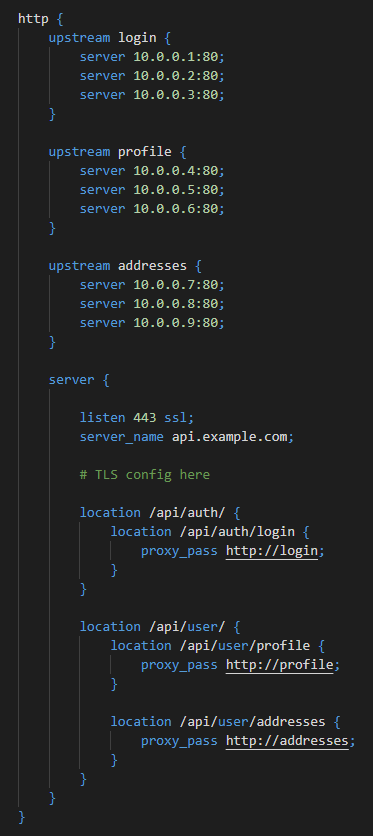 http {
    upstream login {
        server 10.0.0.1:80;
        server 10.0.0.2:80;
        server 10.0.0.3:80;
    }

    upstream profile {
        server 10.0.0.4:80;
        server 10.0.0.5:80;
        server 10.0.0.6:80;
    }

    upstream addresses {
        server 10.0.0.7:80;
        server 10.0.0.8:80;
        server 10.0.0.9:80;
    }

    server {

        listen 443 ssl;
        server_name api.example.com;

        # TLS config here

        location /api/auth/ {
            location /api/auth/login {
                proxy_pass http://login;
            }
        }

        location /api/user/ {
            location /api/user/profile {
                proxy_pass http://profile;
            }

            location /api/user/addresses {
                proxy_pass http://addresses;
            }
        }
    }
}